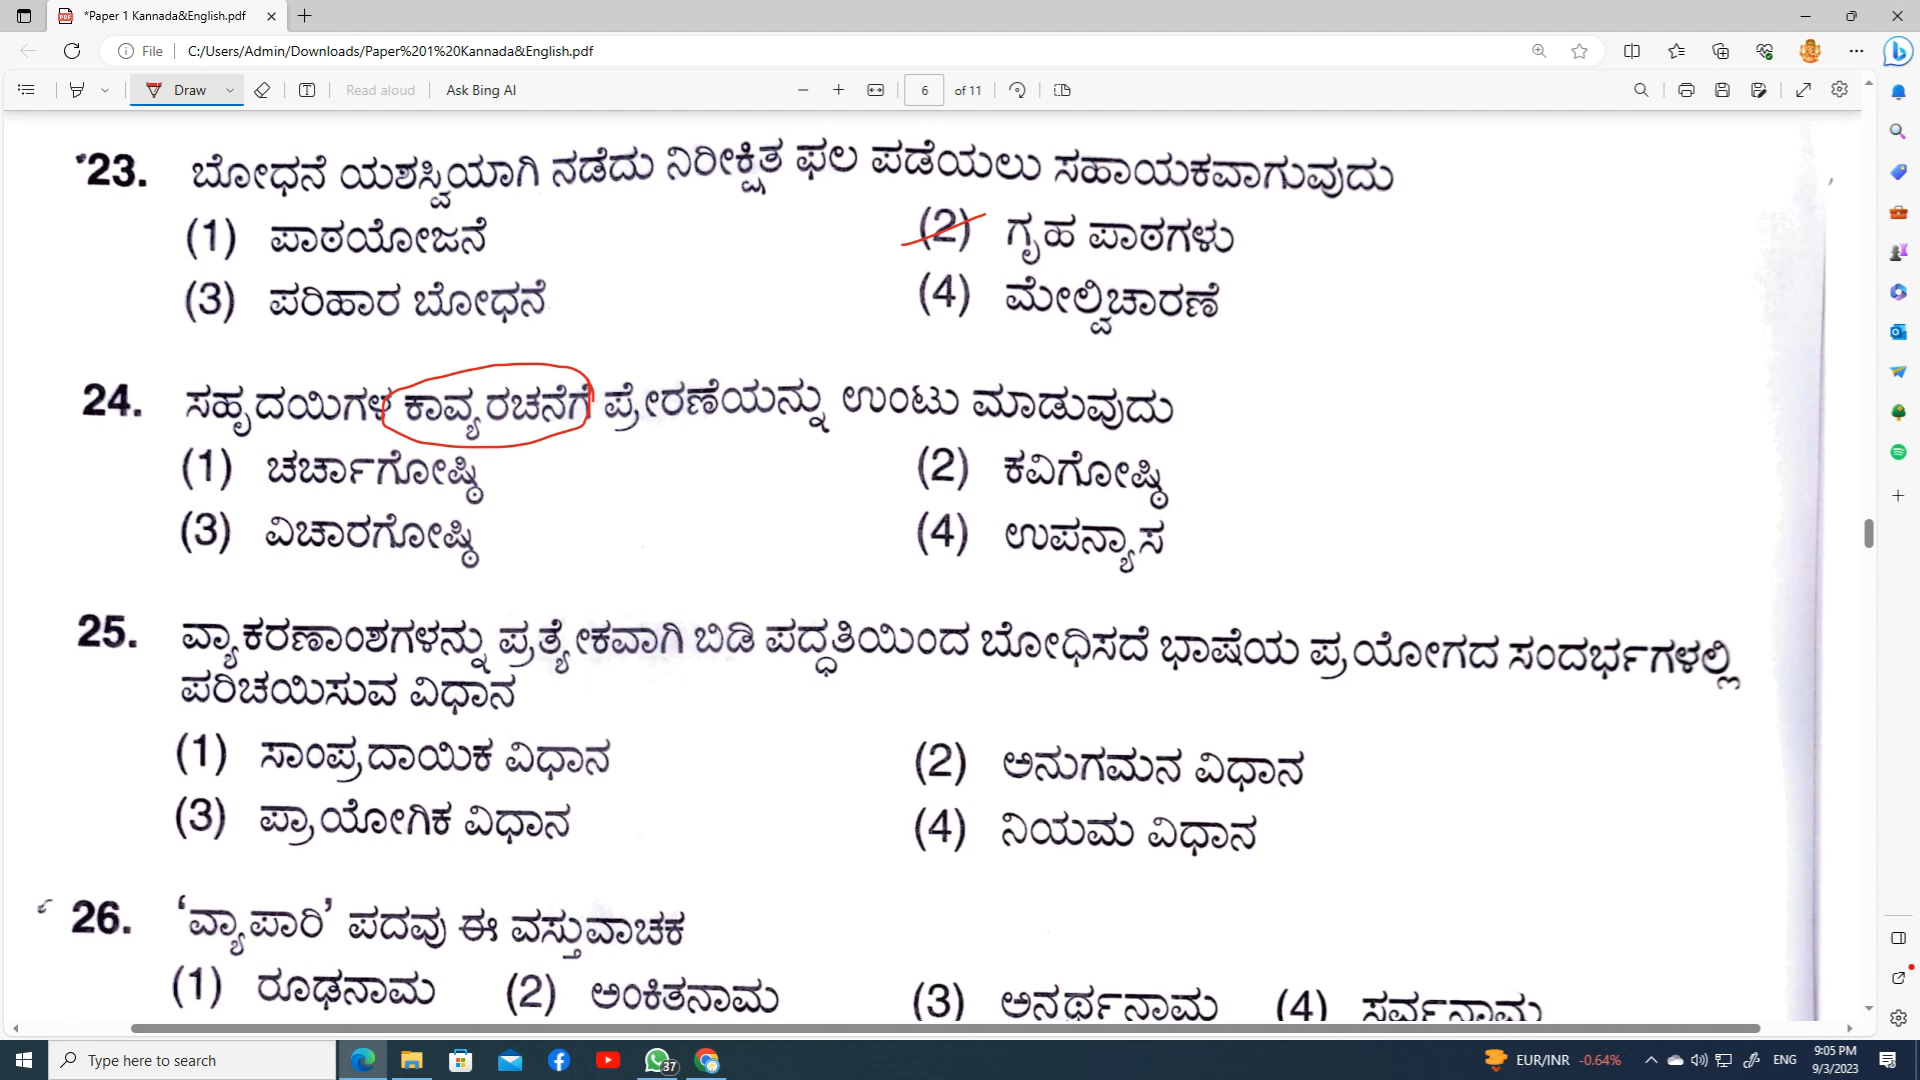 *Paper 1 Kannada&English.pdf
File C:/Users/Admin/Downloads/Paper%201%20Kannada&English.pdf
Draw Read aloud Ask Bing AI 6 of 11
23. ಬೋಧನೆ ಯಶಸ್ವಿಯಾಗಿ ನಡೆದು ನಿರೀಕ್ಷಿತ ಫಲ ಪಡೆಯಲು ಸಹಾಯಕವಾಗುವುದು
(1) ಪಾಠಯೋಜನೆ (2) ಗೃಹ ಪಾಠಗಳು
(3) ಪರಿಹಾರ ಬೋಧನೆ (4) ಮೇಲ್ವಿಚಾರಣೆ
24. ಸಹೃದಯಿಗಳ ಕಾವ್ಯ ರಚನೆಗೆ ಪ್ರೇರಣೆಯನ್ನು ಉಂಟು ಮಾಡುವುದು
(1) ಚರ್ಚಾಗೋಷ್ಠಿ (2) ಕವಿಗೋಷ್ಠಿ
(3) ವಿಚಾರಗೋಷ್ಠಿ (4) ಉಪನ್ಯಾಸ
25. ವ್ಯಾಕರಣಾಂಶಗಳನ್ನು ಪ್ರತ್ಯೇಕವಾಗಿ ಬಿಡಿ ಪದ್ಧತಿಯಿಂದ ಬೋಧಿಸದೆ ಭಾಷೆಯ ಪ್ರಯೋಗದ ಸಂದರ್ಭಗಳಲ್ಲಿ
ಪರಿಚಯಿಸುವ ವಿಧಾನ
(1) ಸಾಂಪ್ರದಾಯಿಕ ವಿಧಾನ (2) ಅನುಗಮನ ವಿಧಾನ
(3) ಪ್ರಾಯೋಗಿಕ ವಿಧಾನ (4) ನಿಯಮ ವಿಧಾನ
26. ‘ವ್ಯಾಪಾರಿ’ ಪದವು ಈ ವಸ್ತುವಾಚಕ
(1) ರೂಢನಾಮ (2) ಅಂಕಿತನಾಮ (3) ಅನರ್ಥನಾಮ (4) ಸರ್ವನಾಮ
Type here to search 37 EUR/INR -0.64% ENG 9:05 PM
9/3/2023